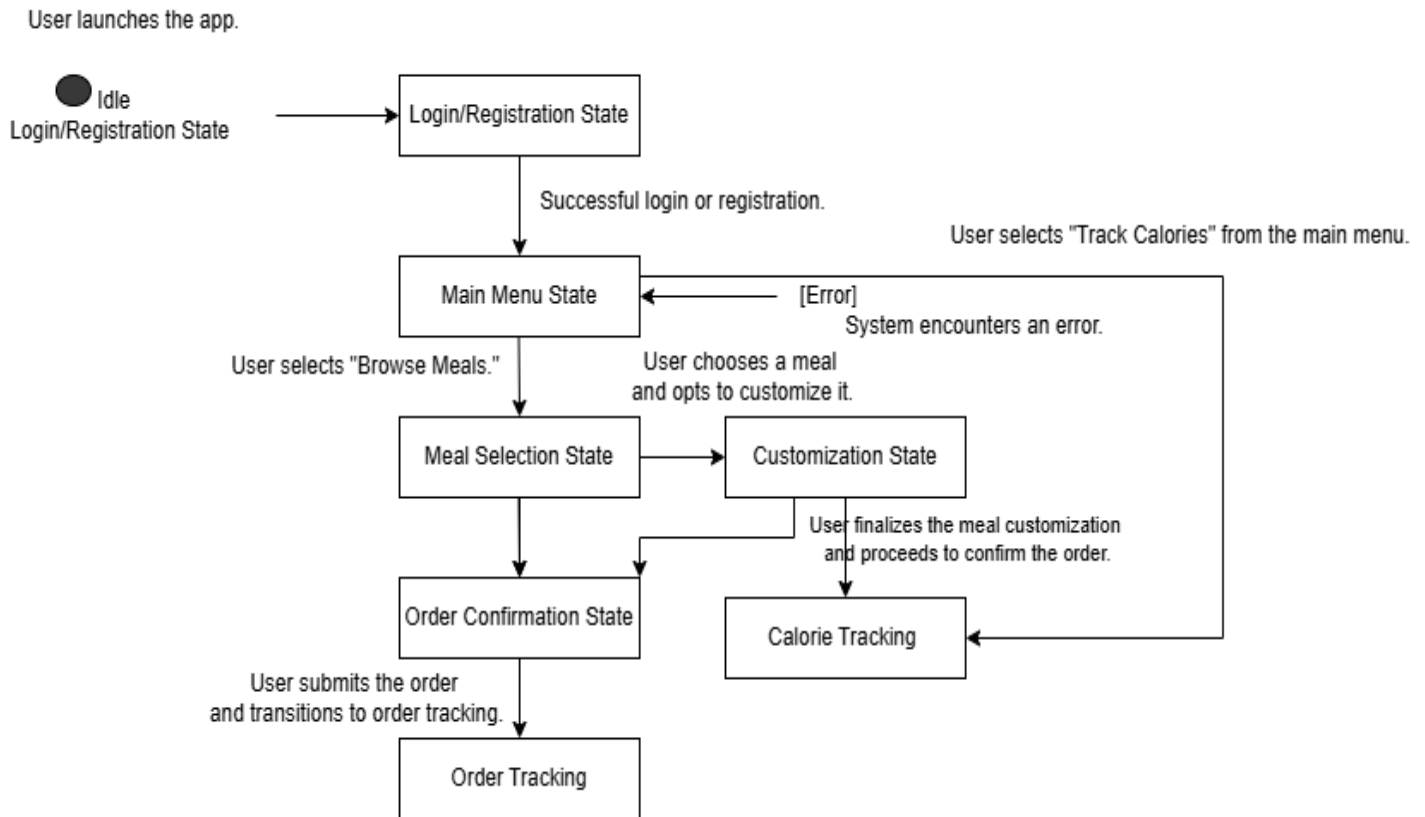 User launches the app.
Idle
Login/Registration State
Login/Registration State
Successful login or registration.
User selects "Track Calories" from the main menu.
Main Menu State
[Error]
System encounters an error.
User selects "Browse Meals."
User chooses a meal
and opts to customize it.
Meal Selection State
Customization State
User finalizes the meal customization
and proceeds to confirm the order.
Order Confirmation State
Calorie Tracking
User submits the order
and transitions to order tracking.
Order Tracking